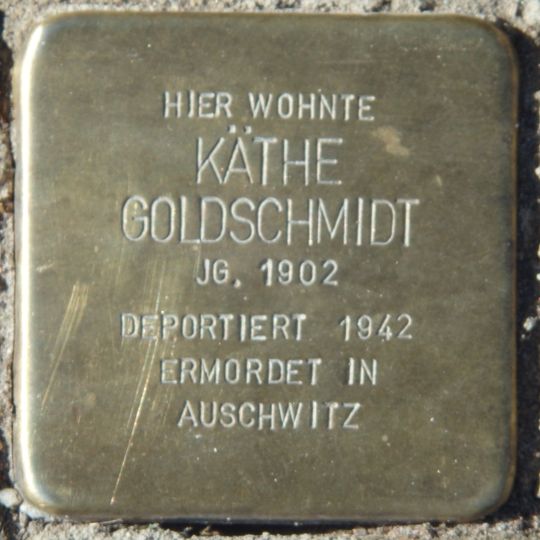 HIER WOHNTE
KÄTHE
GOLDSCHMIDT
JG. 1902
DEPORTIERT 1942
ERMORDET IN
AUSCHWITZ